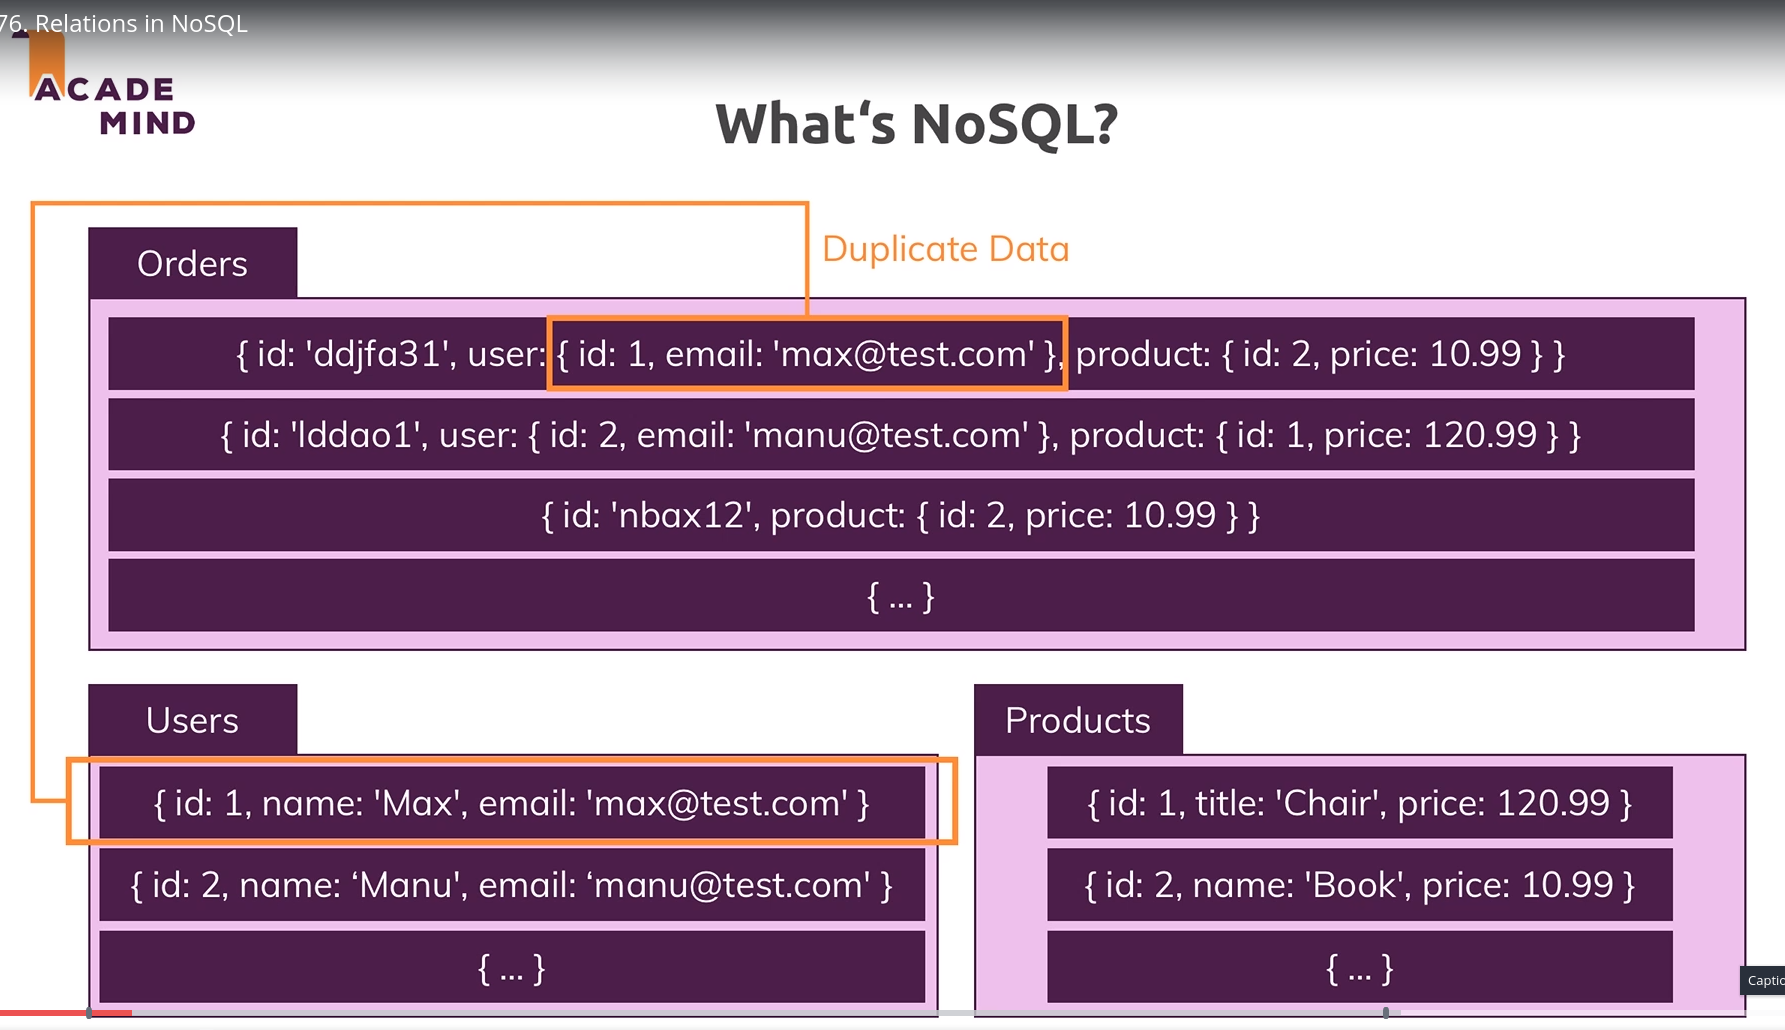 76. Relations in NoSQL
ACADE
MIND
What‘s NoSQL?
Duplicate Data
Orders
{ id: 'ddjfa31', user: { id: 1, email: 'max@test.com' }, product: { id: 2, price: 10.99 } }
{ id: 'lddao1', user: { id: 2, email: 'manu@test.com' }, product: { id: 1, price: 120.99 } }
{ id: 'nbax12', product: { id: 2, price: 10.99 } }
{ ... }
Users
{ id: 1, name: 'Max', email: 'max@test.com' }
{ id: 2, name: ‘Manu', email: ‘manu@test.com' }
{ ... }
Products
{ id: 1, title: 'Chair', price: 120.99 }
{ id: 2, name: 'Book', price: 10.99 }
{ ... }
Captio